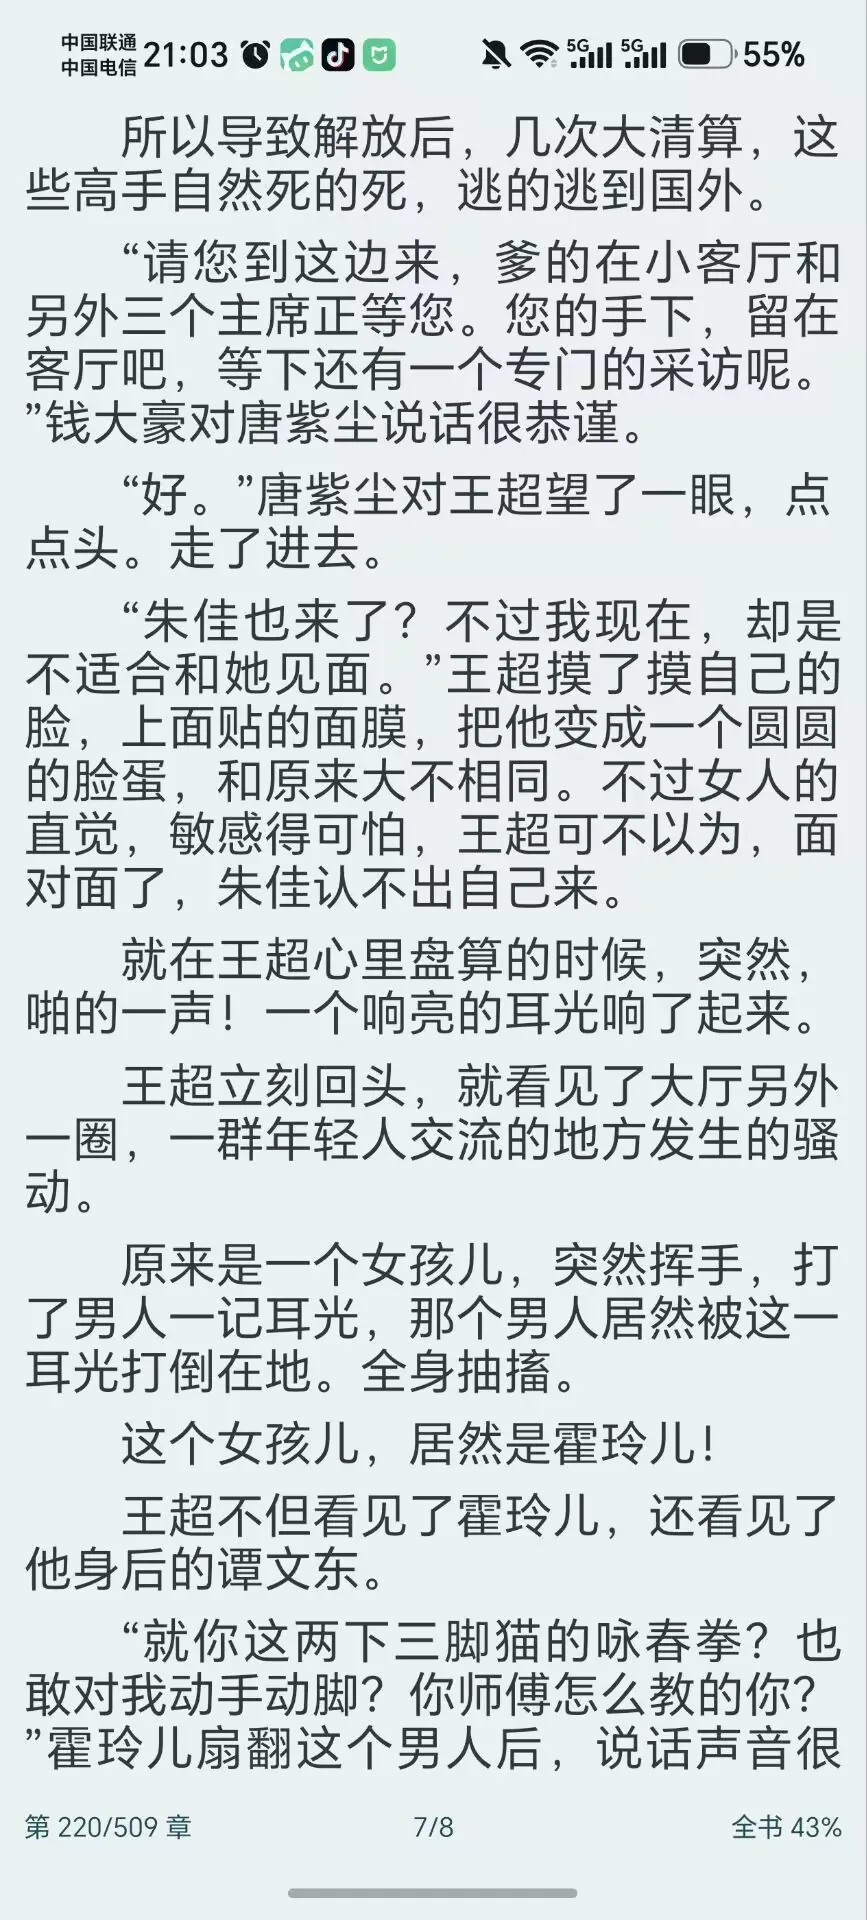 中国联通
中国电信
21:03
5G
5G
55%
所以导致解放后，几次大清算，这
些高手自然死的死，逃的逃到国外。
“请您到这边来，爹的在小客厅和
另外三个主席正等您。您的手下，留在
客厅吧，等下还有一个专门的采访呢。
”钱大豪对唐紫尘说话很恭谨。
“好。”唐紫尘对王超望了一眼，点
点头。走了进去。
“朱佳也来了？不过我现在，却是
不适合和她见面。”王超摸了摸自己的
脸，上面贴的面膜，把他变成一个圆圆
的脸蛋，和原来大不相同。不过女人的
直觉，敏感得可怕，王超可不以为，面
对面了，朱佳认不出自己来。
就在王超心里盘算的时候，突然，
啪的一声！一个响亮的耳光响了起来。
王超立刻回头，就看见了大厅另外
一圈，一群年轻人交流的地方发生的骚
动。
原来是一个女孩儿，突然挥手，打
了男人一记耳光，那个男人居然被这一
耳光打倒在地。全身抽搐。
这个女孩儿，居然是霍玲儿！
王超不但看见了霍玲儿，还看见了
他身后的谭文东。
“就你这两下三脚猫的咏春拳？也
敢对我动手动脚？你师傅怎么教的你？
”霍玲儿扇翻这个男人后，说话声音很
第 220/509 章
7/8
全书 43%